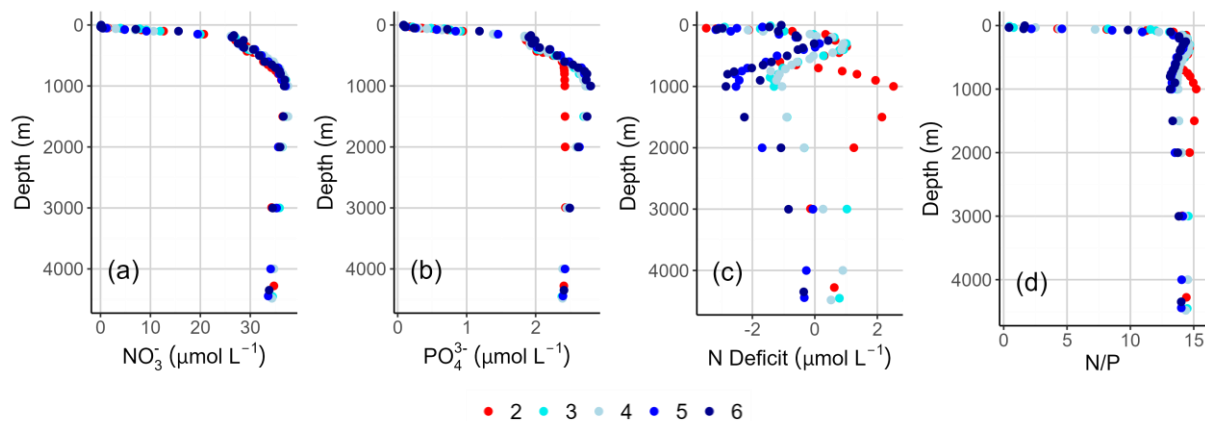 0
1000
2000
3000
4000
Depth (m)
(a)
0 10 20 30
NO₃⁻ (μmol L⁻¹)
0
1000
2000
3000
4000
Depth (m)
(b)
0 1 2
PO₄³⁻ (μmol L⁻¹)
0
1000
2000
3000
4000
Depth (m)
(c)
-2 0 2
N Deficit (μmol L⁻¹)
0
1000
2000
3000
4000
Depth (m)
(d)
0 5 10 15
N/P
2 3 4 5 6